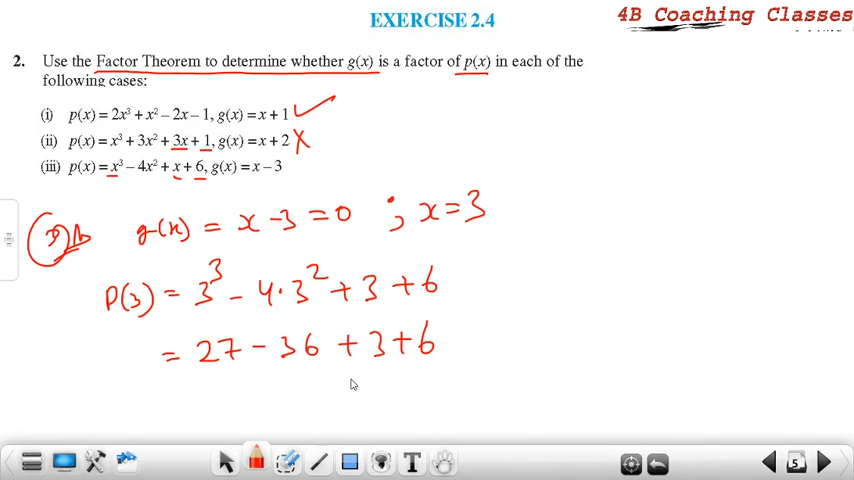 EXERCISE 2.4
4B Coaching Classes
2. Use the Factor Theorem to determine whether g(x) is a factor of p(x) in each of the
following cases:
(i) p(x) = 2x³ + x² – 2x – 1, g(x) = x + 1
(ii) p(x) = x³ + 3x² + 3x + 1, g(x) = x + 2
(iii) p(x) = x³ – 4x² + x + 6, g(x) = x – 3
g(x) = x - 3 = 0 ; x = 3
P(3) = 3³ - 4·3² + 3 + 6
= 27 - 36 + 3 + 6
T
5